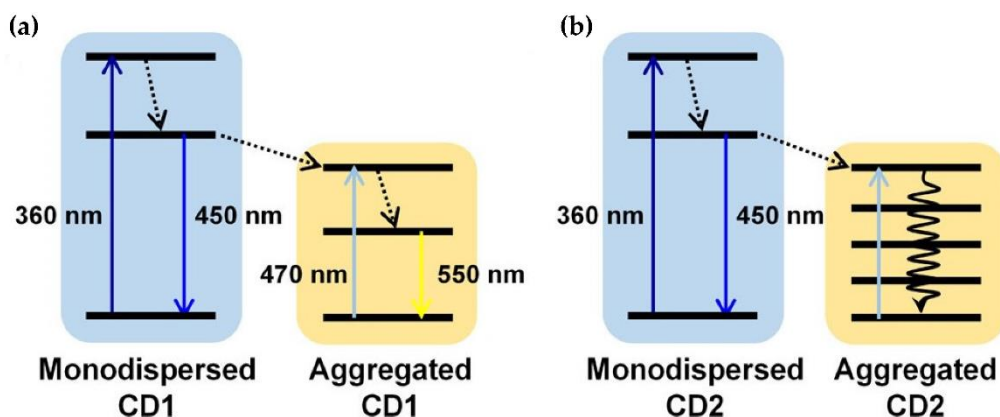 (a)
360 nm
450 nm
470 nm
550 nm
Monodispersed
CD1
Aggregated
CD1
(b)
360 nm
450 nm
Monodispersed
CD2
Aggregated
CD2